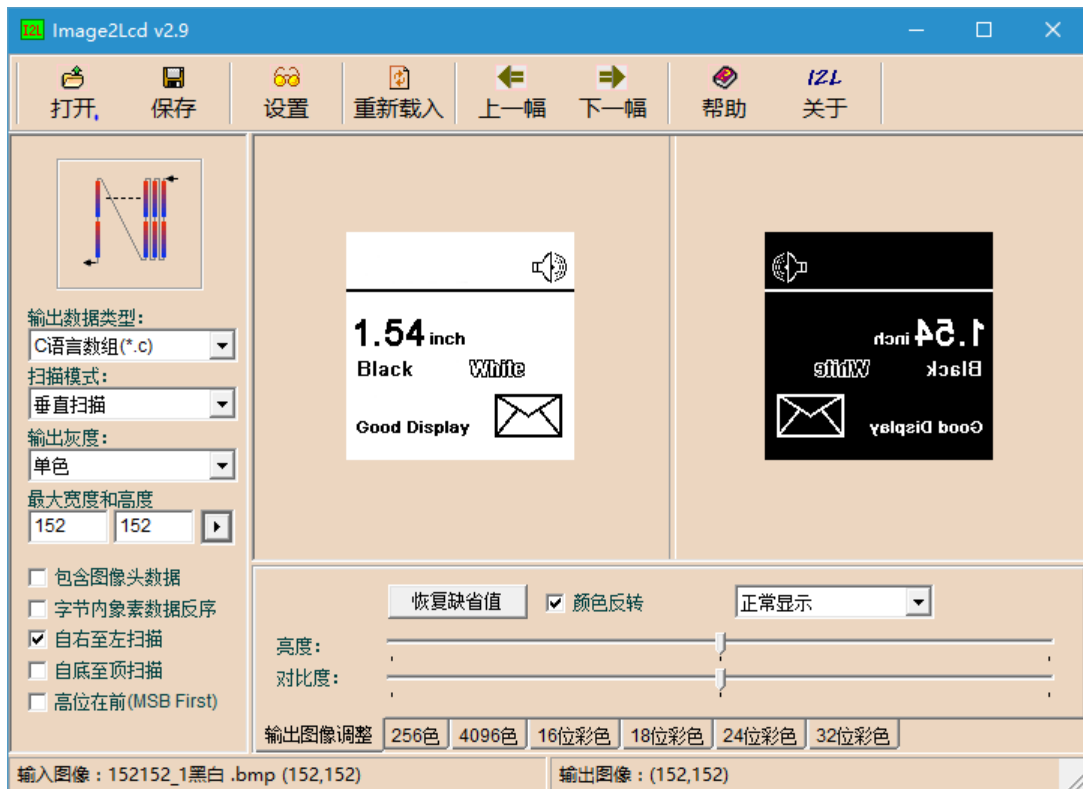 I2L Image2Lcd v2.9
打开, 保存 设置 重新载入 上一幅 下一幅 帮助 I2L 关于
输出数据类型:
C语言数组(*.c)
扫描模式:
垂直扫描
输出灰度:
单色
最大宽度和高度
152 152
包含图像头数据
字节内象素数据反序
自右至左扫描
自底至顶扫描
高位在前(MSB First)
1.54 inch
Black White
Good Display
1.54 inch
Black White
Good Display
恢复缺省值 颜色反转 正常显示
亮度:
对比度:
输出图像调整 256色 4096色 16位彩色 18位彩色 24位彩色 32位彩色
输入图像:152152_1黑白 .bmp (152,152) 输出图像:(152,152)